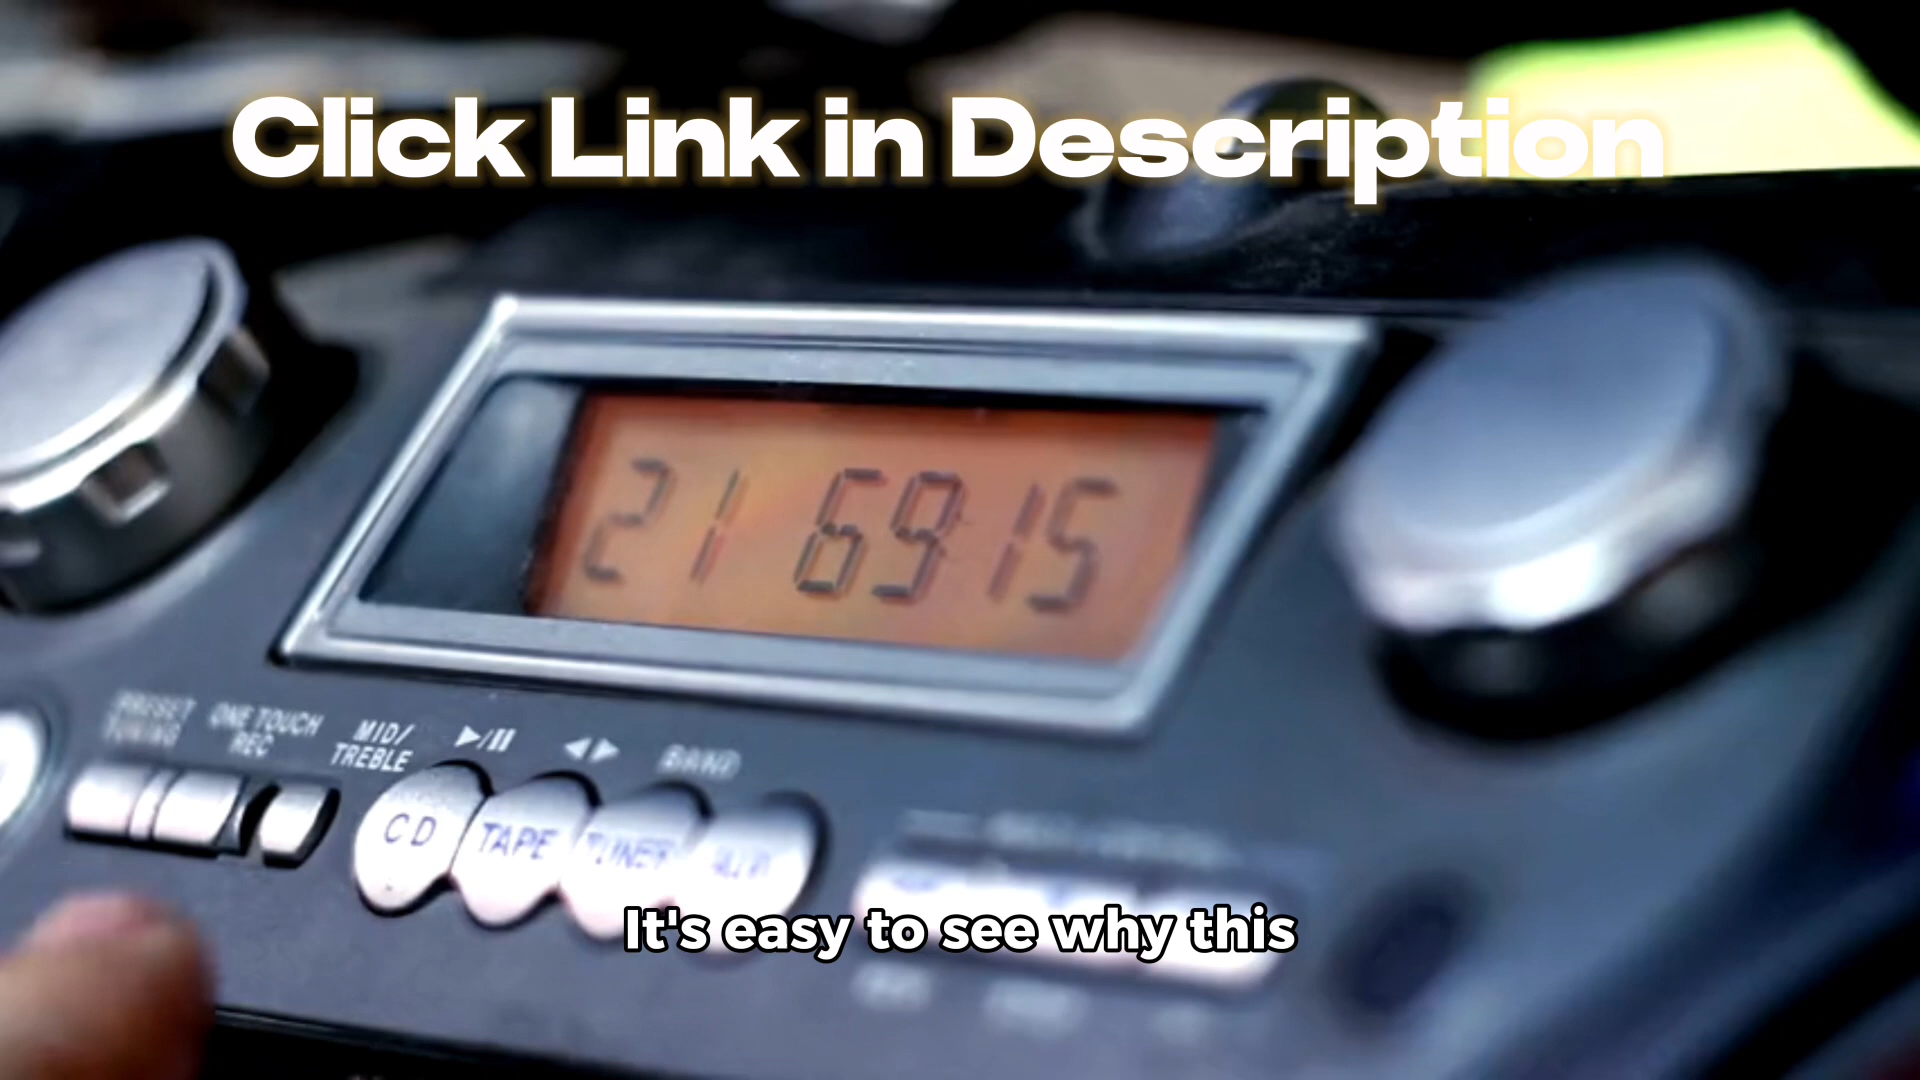 Click Link in Description
21 6915
PRESET TUNING
ONE TOUCH REC
MID/ TREBLE
BAND
CD
TAPE
TUNER
It's easy to see why this